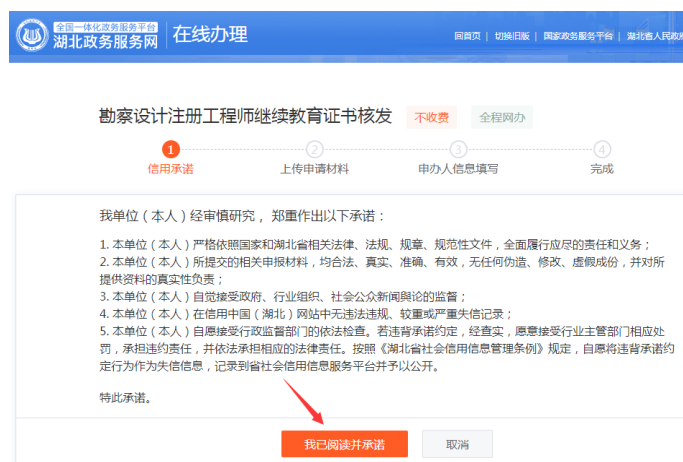 全国一体化政务服务平台
湖北政务服务网
在线办理
回首页 | 切换旧版 | 国家政务服务平台 | 湖北省人民政府
勘察设计注册工程师继续教育证书核发 不收费 全程网办
1 2 3 4
信用承诺 上传申请材料 申办人信息填写 完成
我单位（本人）经审慎研究，郑重作出以下承诺：
1. 本单位（本人）严格依照国家和湖北省相关法律、法规、规章、规范性文件，全面履行应尽的责任和义务；
2. 本单位（本人）所提交的相关申报材料，均合法、真实、准确、有效，无任何伪造、修改、虚假成份，并对所
提供资料的真实性负责；
3. 本单位（本人）自觉接受政府、行业组织、社会公众新闻舆论的监督；
4. 本单位（本人）在信用中国（湖北）网站中无违法违规、较重或严重失信记录；
5. 本单位（本人）自愿接受行政监督部门的依法检查。若违背承诺约定，经查实，愿意接受行业主管部门相应处
罚，承担违约责任，并依法承担相应的法律责任。按照《湖北省社会信用信息管理条例》规定，自愿将违背承诺约
定行为作为失信信息，记录到省社会信用信息服务平台并予以公开。
特此承诺。
我已阅读并承诺 取消